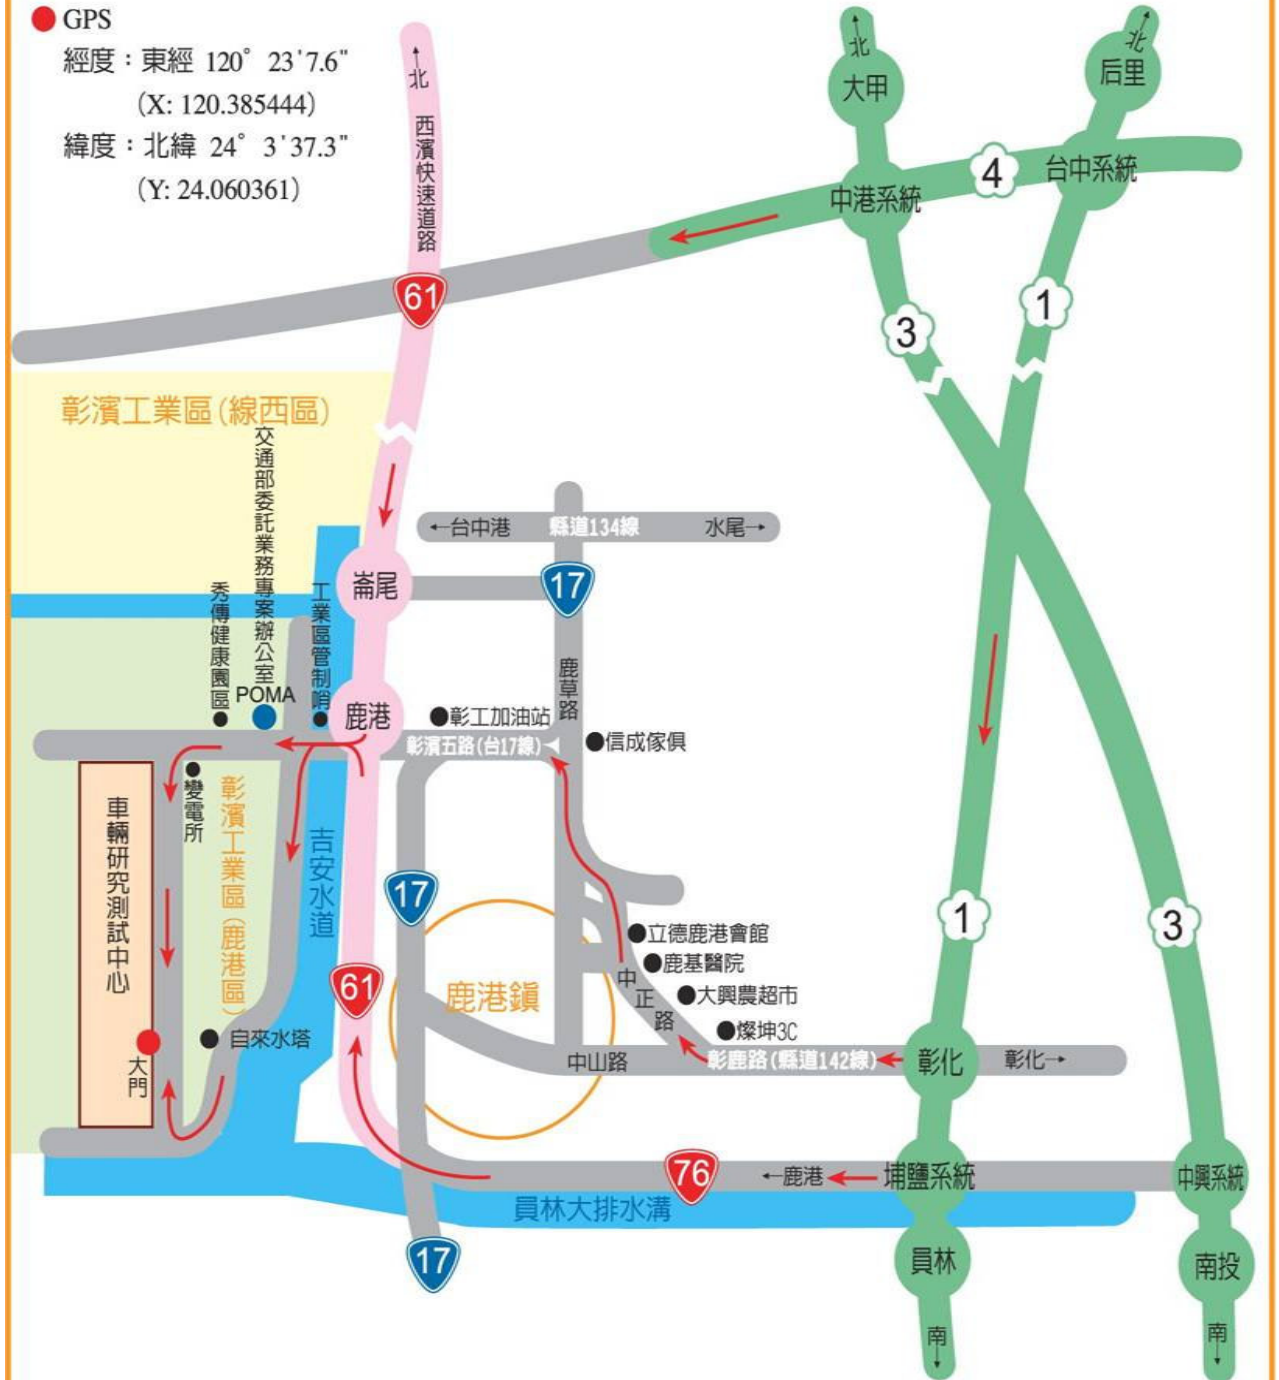 GPS
經度：東經 120° 23'7.6"
(X: 120.385444)
緯度：北緯 24° 3'37.3"
(Y: 24.060361)
←北
西濱快速道路
←北
大甲
北
后里
4
台中系統
中港系統
61
3
1
彰濱工業區(線西區)
交通部委託業務專案辦公室
POMA
秀傳健康園區
工業區管制哨
←台中港
縣道134線
水尾→
崙尾
17
鹿草路
鹿港
彰工加油站
彰濱五路(台17線)
信成傢俱
變電所
彰濱工業區(鹿港區)
吉安水道
車輛研究測試中心
17
1
3
立德鹿港會館
鹿基醫院
中正路
大興農超市
燦坤3C
鹿港鎮
61
自來水塔
大門
中山路
彰鹿路(縣道142線)
彰化
彰化→
76
←鹿港
埔鹽系統
中興系統
員林大排水溝
17
員林
南投
南→
南→